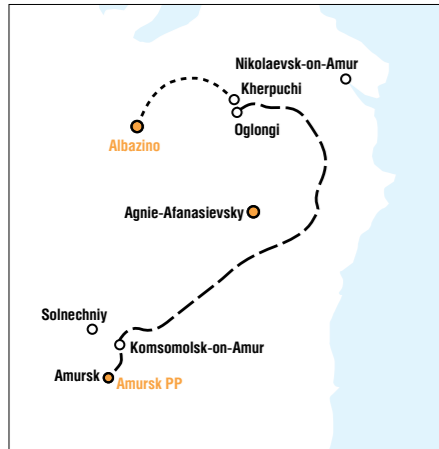 Nikolaevsk-on-Amur
Kherpuchi
Oglongi
Albazino
Agnie-Afanasievsky
Solnechniy
Komsomolsk-on-Amur
Amursk
Amursk PP